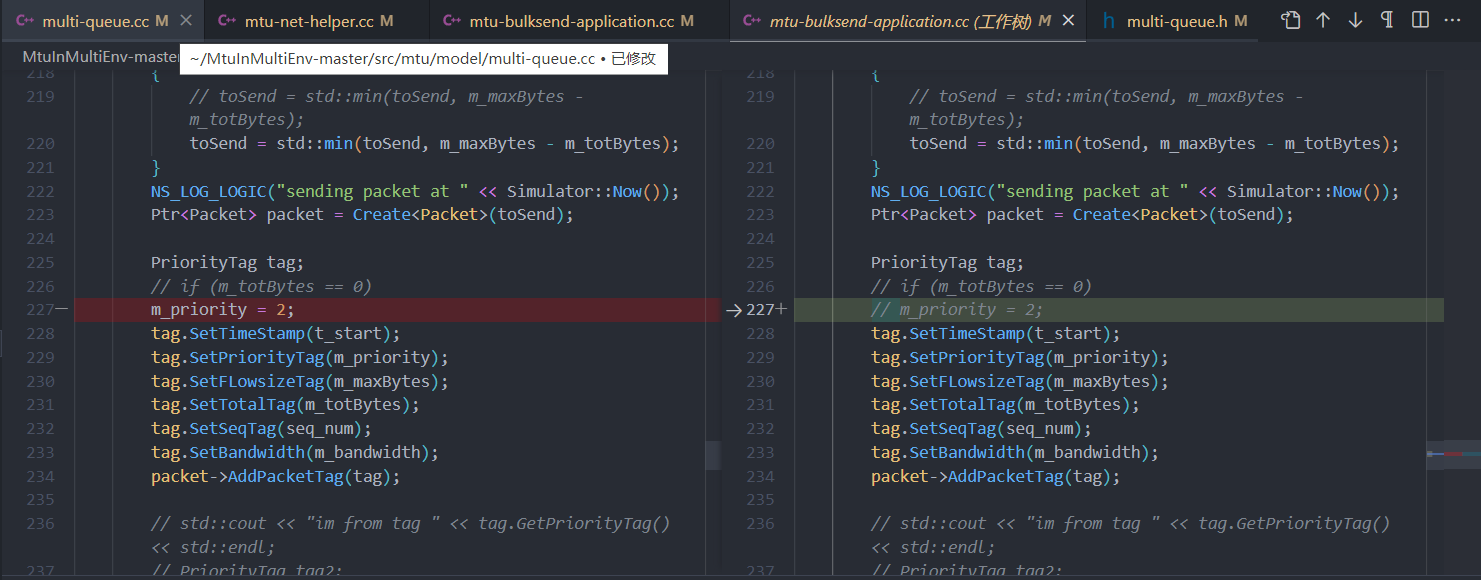 multi-queue.cc M
mtu-net-helper.cc M
mtu-bulksend-application.cc M
mtu-bulksend-application.cc (工作树) M
multi-queue.h M
MtuInMultiEnv-master
~/MtuInMultiEnv-master/src/mtu/model/multi-queue.cc • 已修改
218 {
219 // toSend = std::min(toSend, m_maxBytes -
m_totBytes);
220 toSend = std::min(toSend, m_maxBytes - m_totBytes);
221 }
222 NS_LOG_LOGIC("sending packet at " << Simulator::Now());
223 Ptr<Packet> packet = Create<Packet>(toSend);
224
225 PriorityTag tag;
226 // if (m_totBytes == 0)
227— m_priority = 2;
228 tag.SetTimeStamp(t_start);
229 tag.SetPriorityTag(m_priority);
230 tag.SetFLowsizeTag(m_maxBytes);
231 tag.SetTotalTag(m_totBytes);
232 tag.SetSeqTag(seq_num);
233 tag.SetBandwidth(m_bandwidth);
234 packet->AddPacketTag(tag);
235
236 // std::cout << "im from tag " << tag.GetPriorityTag()
<< std::endl;
237 // PriorityTag tag2;
218 {
219 // toSend = std::min(toSend, m_maxBytes -
m_totBytes);
220 toSend = std::min(toSend, m_maxBytes - m_totBytes);
221 }
222 NS_LOG_LOGIC("sending packet at " << Simulator::Now());
223 Ptr<Packet> packet = Create<Packet>(toSend);
224
225 PriorityTag tag;
226 // if (m_totBytes == 0)
227+ // m_priority = 2;
228 tag.SetTimeStamp(t_start);
229 tag.SetPriorityTag(m_priority);
230 tag.SetFLowsizeTag(m_maxBytes);
231 tag.SetTotalTag(m_totBytes);
232 tag.SetSeqTag(seq_num);
233 tag.SetBandwidth(m_bandwidth);
234 packet->AddPacketTag(tag);
235
236 // std::cout << "im from tag " << tag.GetPriorityTag()
<< std::endl;
237 // PriorityTag tag2;